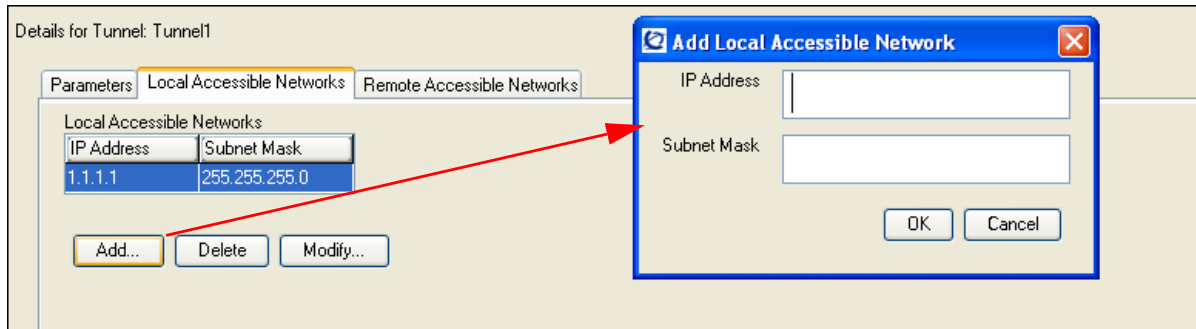 Details for Tunnel: Tunnel1
Parameters Local Accessible Networks Remote Accessible Networks
Local Accessible Networks
IP Address Subnet Mask
1.1.1.1 255.255.255.0
Add... Delete Modify...
Add Local Accessible Network
IP Address
Subnet Mask
OK Cancel